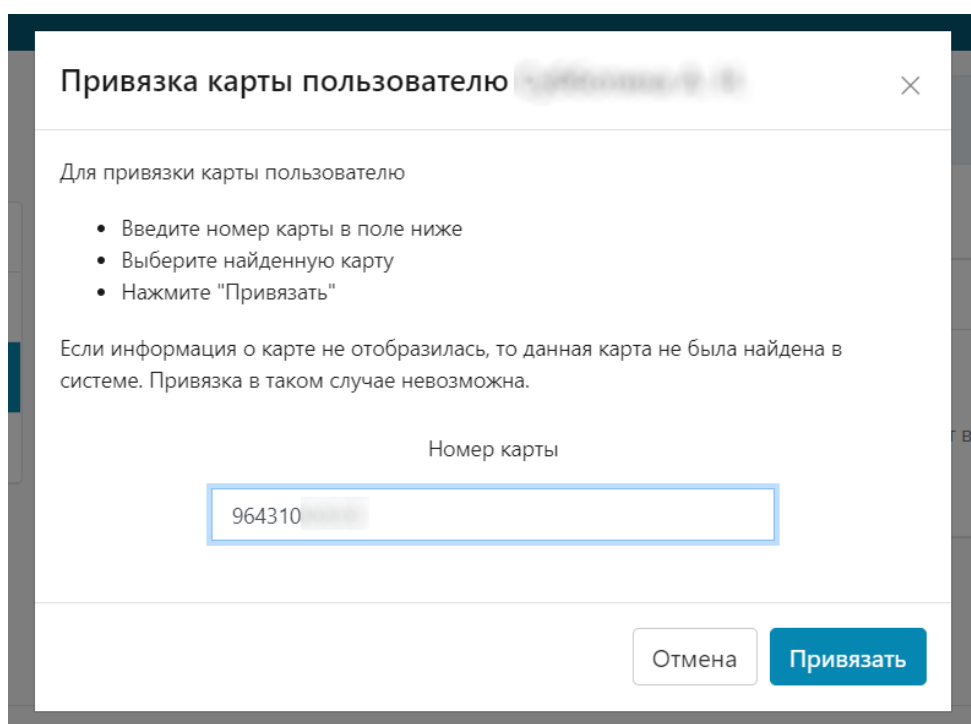 Привязка карты пользователю
Для привязки карты пользователю
• Введите номер карты в поле ниже
• Выберите найденную карту
• Нажмите "Привязать"
Если информация о карте не отобразилась, то данная карта не была найдена в
системе. Привязка в таком случае невозможна.
Номер карты
964310
Отмена
Привязать